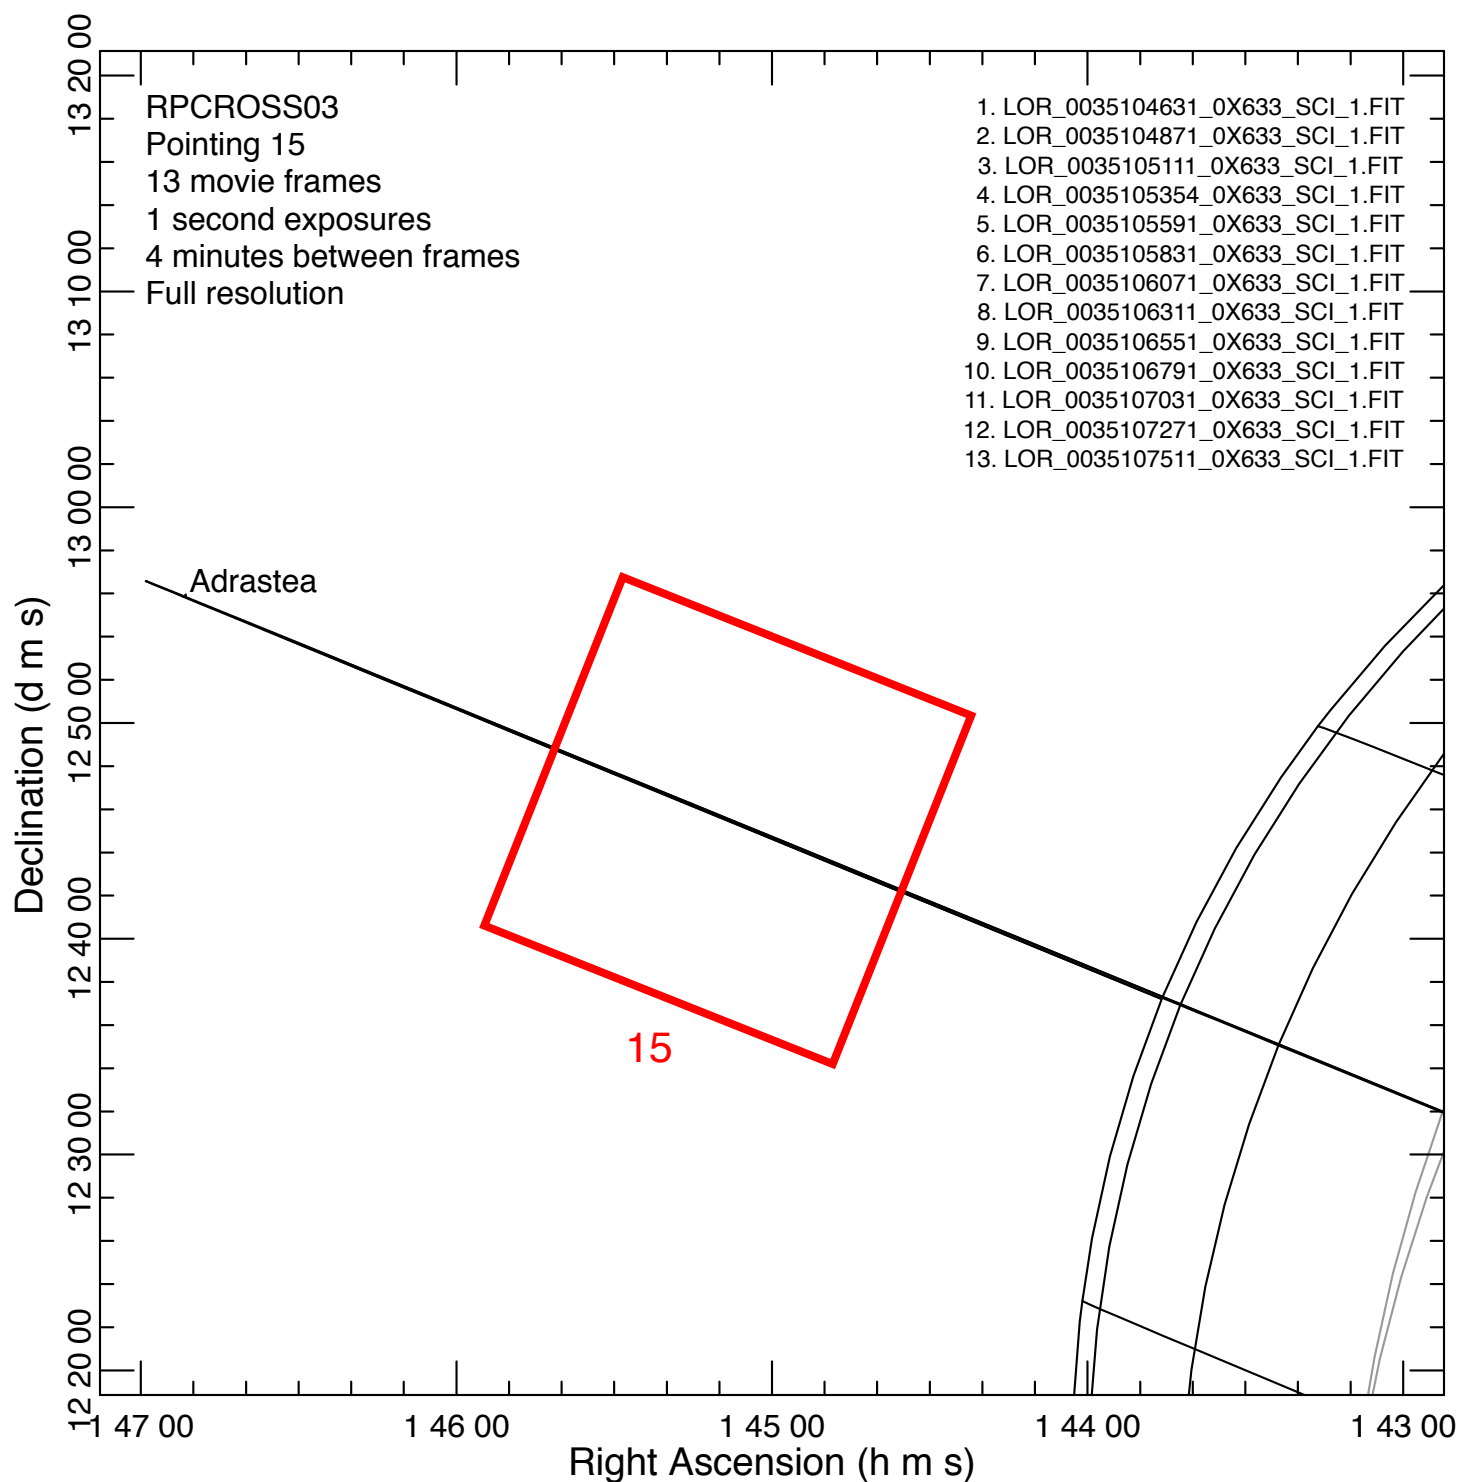 RPCROSS03
Pointing 15
13 movie frames
1 second exposures
4 minutes between frames
Full resolution
1. LOR_0035104631_0X633_SCI_1.FIT
2. LOR_0035104871_0X633_SCI_1.FIT
3. LOR_0035105111_0X633_SCI_1.FIT
4. LOR_0035105354_0X633_SCI_1.FIT
5. LOR_0035105591_0X633_SCI_1.FIT
6. LOR_0035105831_0X633_SCI_1.FIT
7. LOR_0035106071_0X633_SCI_1.FIT
8. LOR_0035106311_0X633_SCI_1.FIT
9. LOR_0035106551_0X633_SCI_1.FIT
10. LOR_0035106791_0X633_SCI_1.FIT
11. LOR_0035107031_0X633_SCI_1.FIT
12. LOR_0035107271_0X633_SCI_1.FIT
13. LOR_0035107511_0X633_SCI_1.FIT
Adrastea
15
Declination (d m s)
13 20 00
13 10 00
13 00 00
12 50 00
12 40 00
12 30 00
12 20 00
1 47 00
1 46 00
1 45 00
1 44 00
1 43 00
Right Ascension (h m s)